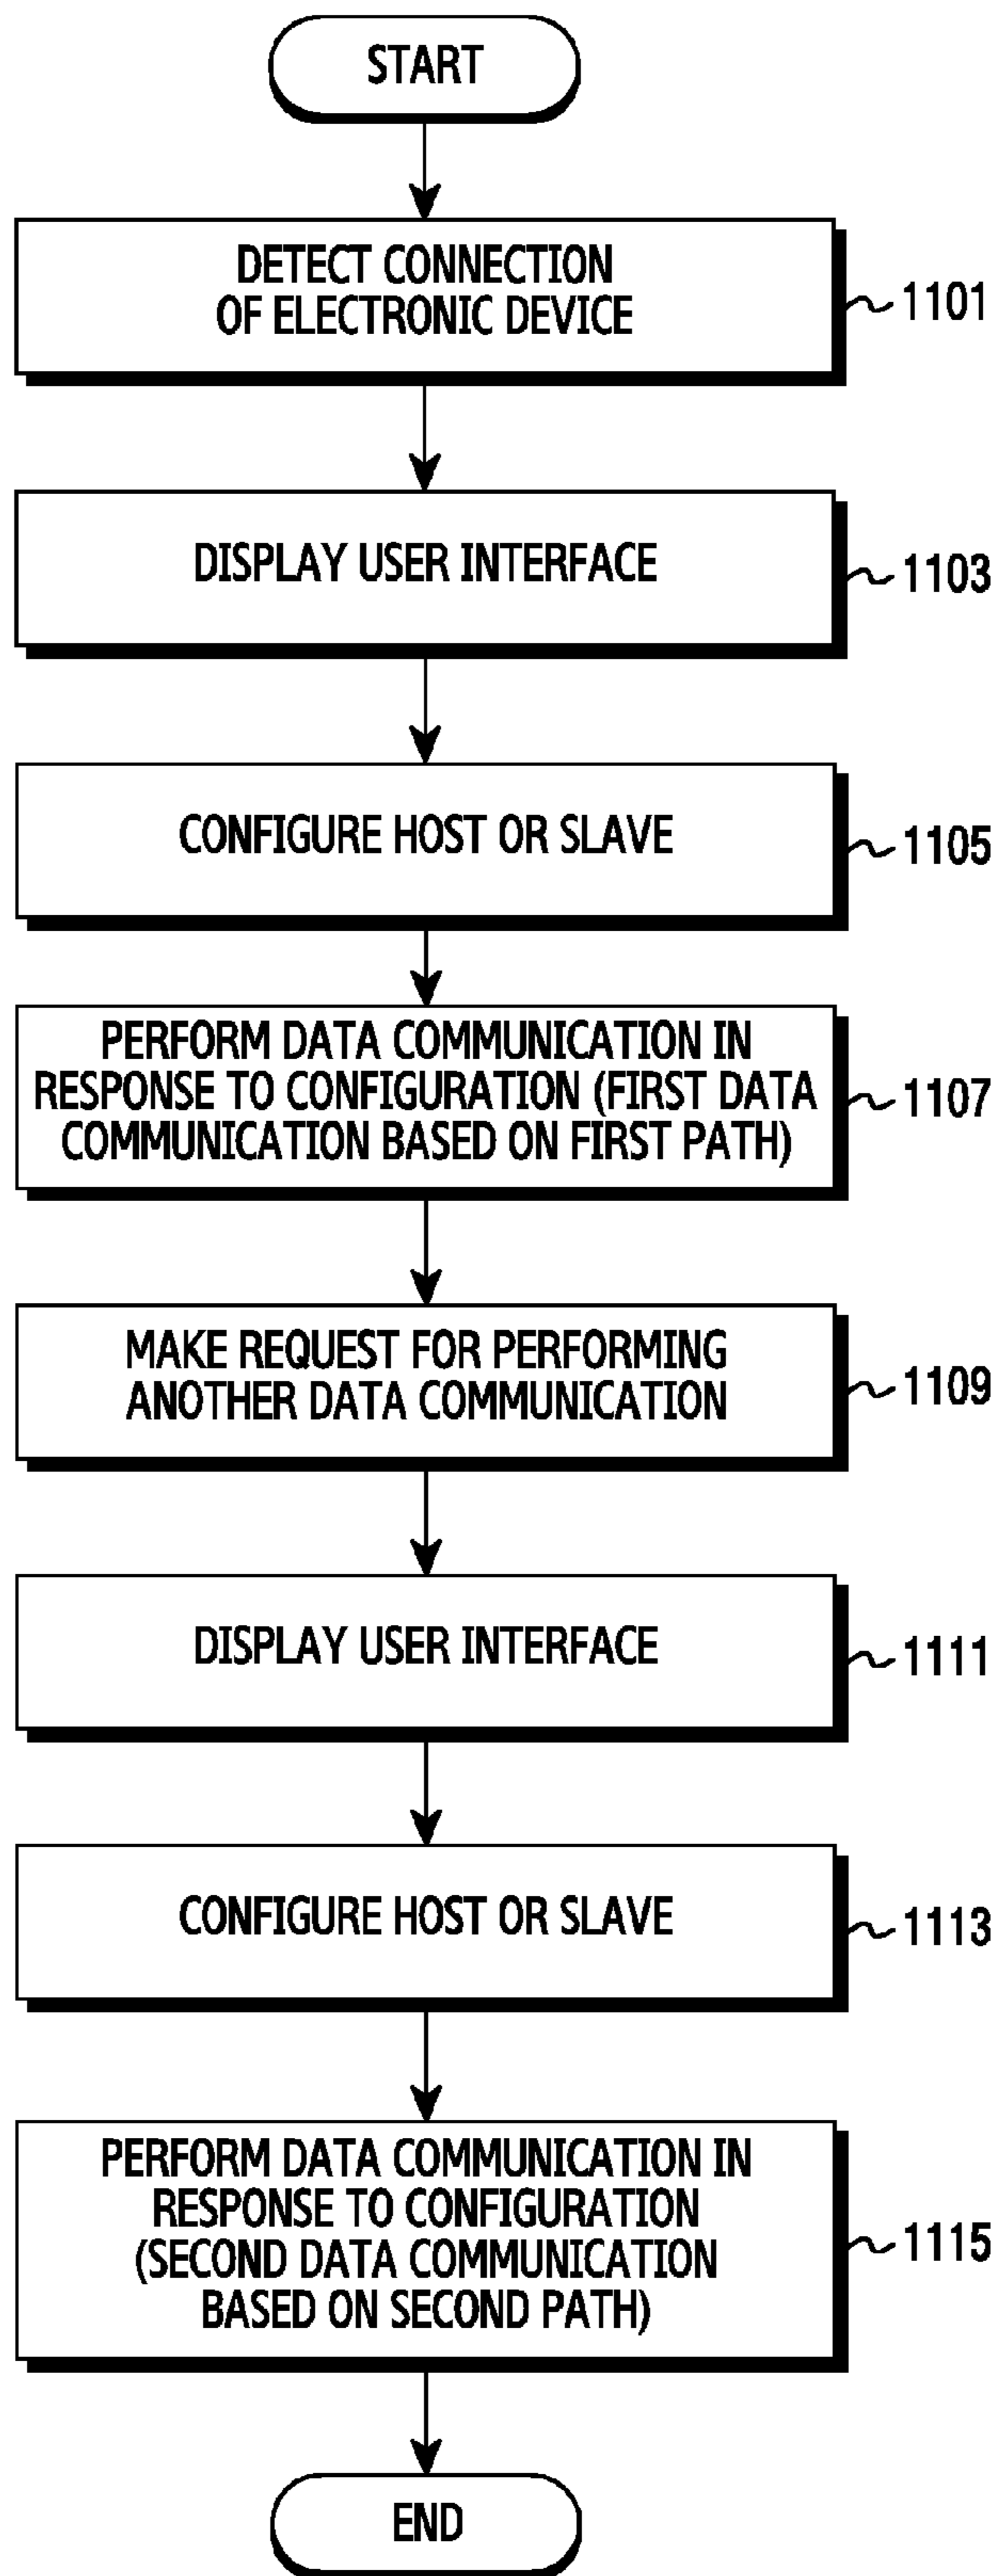 START
DETECT CONNECTION
OF ELECTRONIC DEVICE
1101
DISPLAY USER INTERFACE
1103
CONFIGURE HOST OR SLAVE
1105
PERFORM DATA COMMUNICATION IN
RESPONSE TO CONFIGURATION (FIRST DATA
COMMUNICATION BASED ON FIRST PATH)
1107
MAKE REQUEST FOR PERFORMING
ANOTHER DATA COMMUNICATION
1109
DISPLAY USER INTERFACE
1111
CONFIGURE HOST OR SLAVE
1113
PERFORM DATA COMMUNICATION IN
RESPONSE TO CONFIGURATION
(SECOND DATA COMMUNICATION
BASED ON SECOND PATH)
1115
END